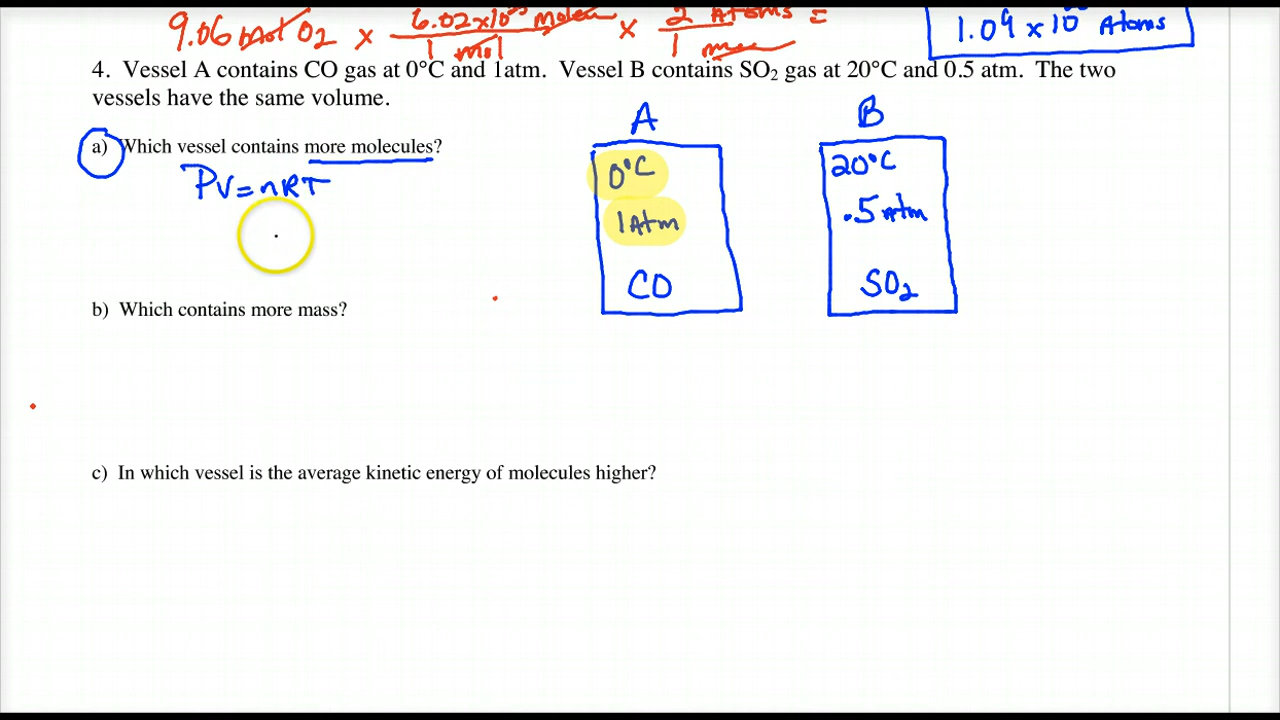 9.06 mol O2 × 6.02×10 molec × 2 Atoms =
1 mol 1 molec
1.09 x 10 Atoms
4. Vessel A contains CO gas at 0°C and 1atm. Vessel B contains SO₂ gas at 20°C and 0.5 atm. The two
vessels have the same volume.
a) Which vessel contains more molecules?
PV=nRT
A
0°C
1Atm
CO
B
20°C
.5 Atm
SO2
b) Which contains more mass?
c) In which vessel is the average kinetic energy of molecules higher?